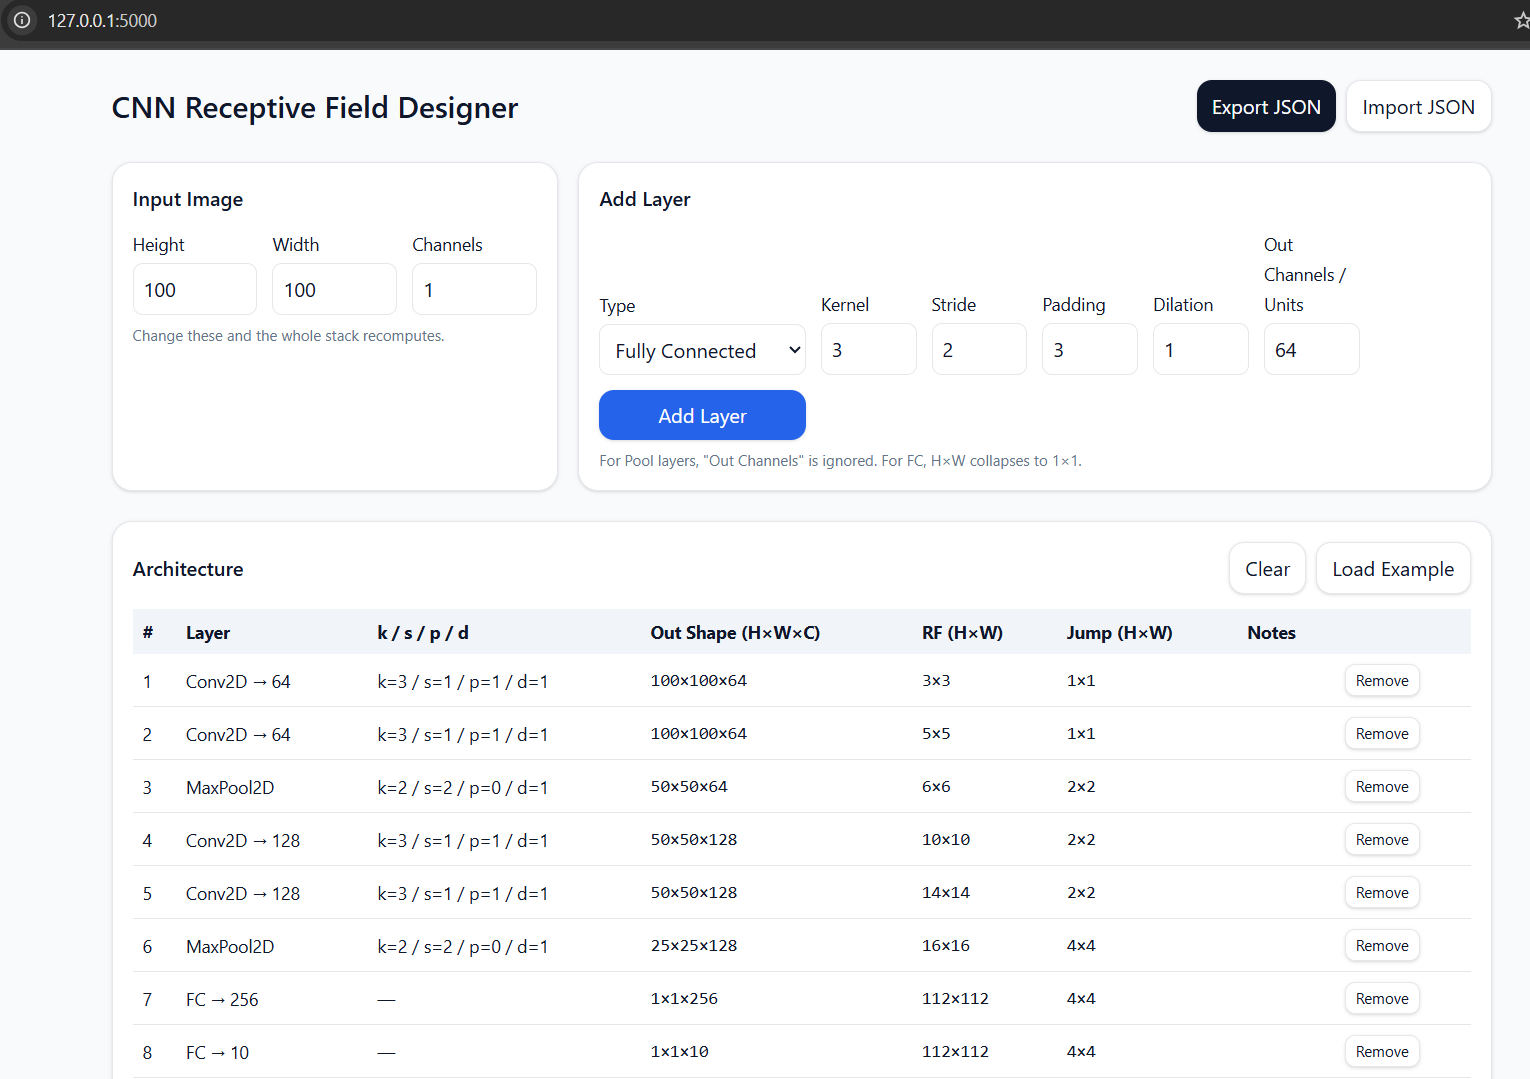 127.0.0.1:5000
CNN Receptive Field Designer
Export JSON
Import JSON
Input Image
Height Width Channels
100 100 1
Change these and the whole stack recomputes.
Add Layer
Type Kernel Stride Padding Dilation Out Channels / Units
Fully Connected 3 2 3 1 64
Add Layer
For Pool layers, "Out Channels" is ignored. For FC, H×W collapses to 1×1.
Architecture
Clear
Load Example
# Layer k / s / p / d Out Shape (H×W×C) RF (H×W) Jump (H×W) Notes
1 Conv2D → 64 k=3 / s=1 / p=1 / d=1 100×100×64 3×3 1×1 Remove
2 Conv2D → 64 k=3 / s=1 / p=1 / d=1 100×100×64 5×5 1×1 Remove
3 MaxPool2D k=2 / s=2 / p=0 / d=1 50×50×64 6×6 2×2 Remove
4 Conv2D → 128 k=3 / s=1 / p=1 / d=1 50×50×128 10×10 2×2 Remove
5 Conv2D → 128 k=3 / s=1 / p=1 / d=1 50×50×128 14×14 2×2 Remove
6 MaxPool2D k=2 / s=2 / p=0 / d=1 25×25×128 16×16 4×4 Remove
7 FC → 256 — 1×1×256 112×112 4×4 Remove
8 FC → 10 — 1×1×10 112×112 4×4 Remove